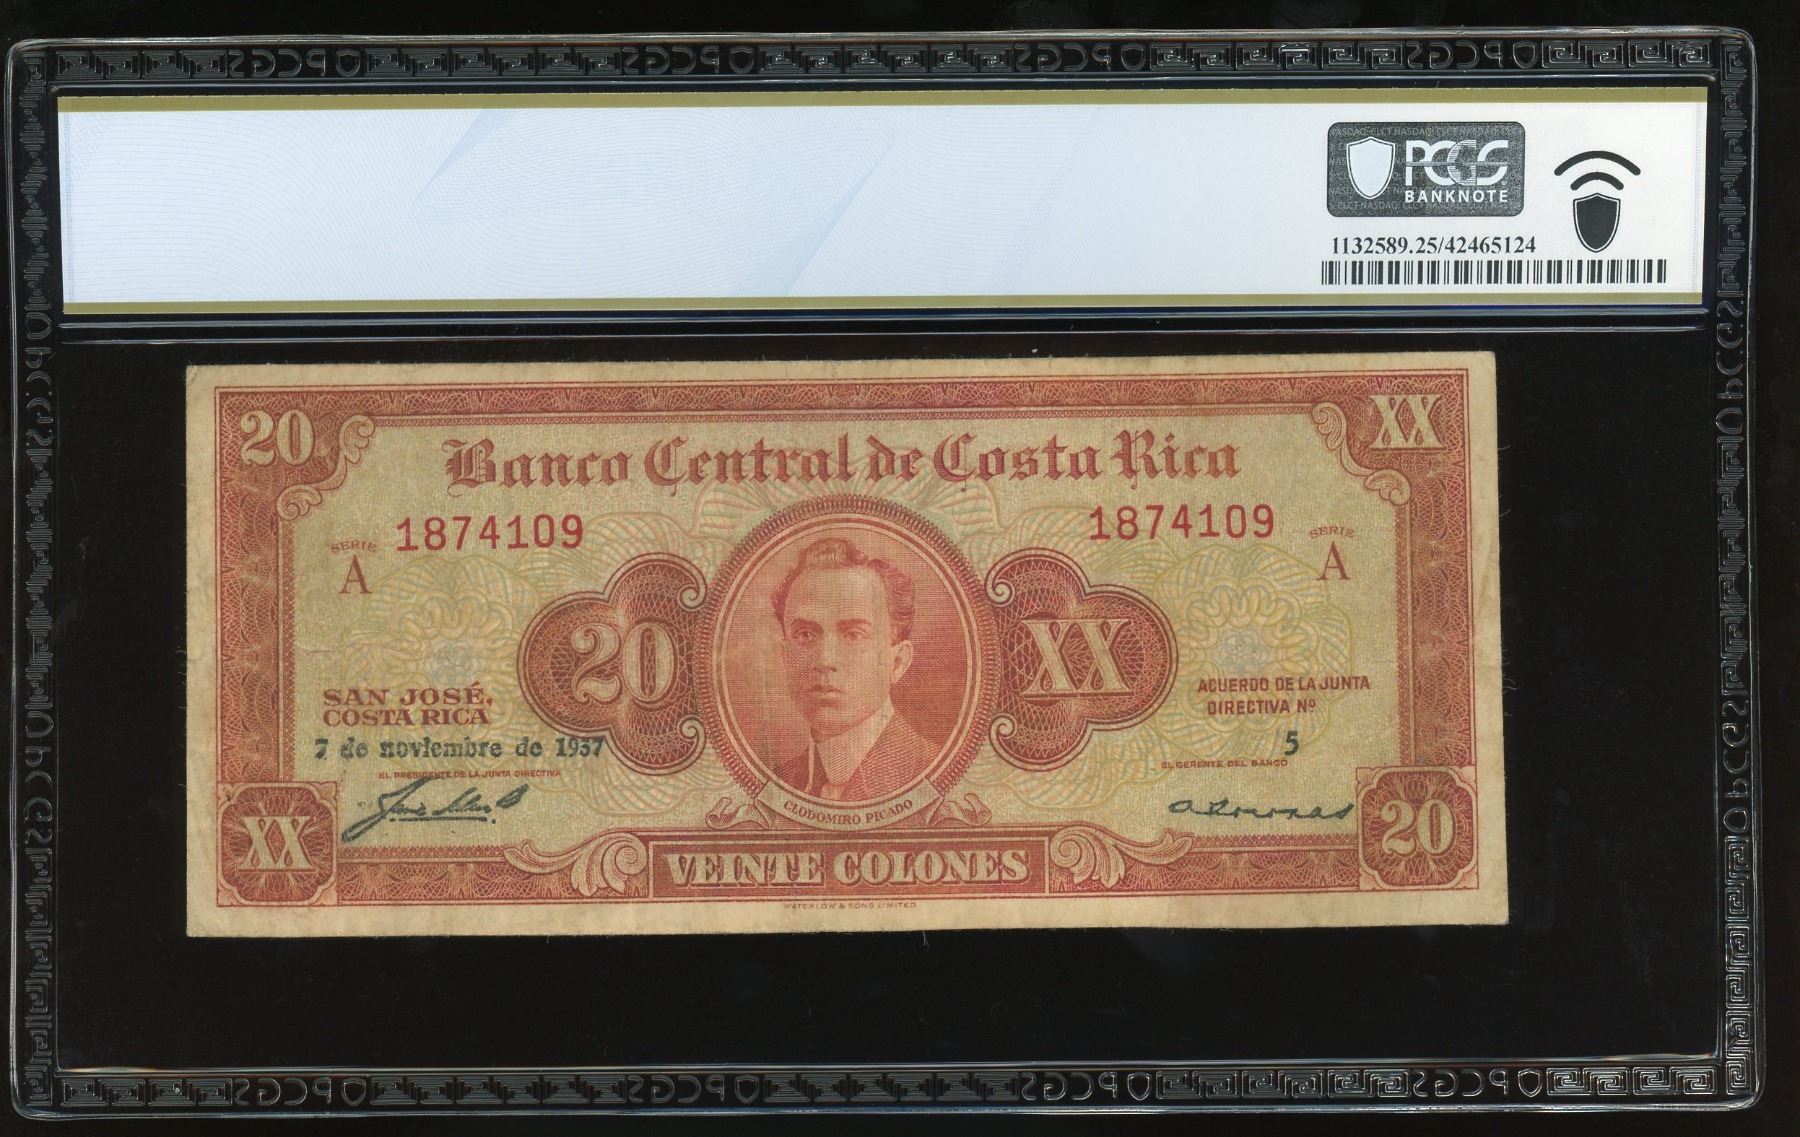 PCGS
BANKNOTE
1132589.25/42465124
20
XX
Banco Central de Costa Rica
1874109
1874109
SERIE
A
SERIE
A
20
XX
SAN JOSÉ,
COSTA RICA
7 de noviembre de 1957
ACUERDO DE LA JUNTA
DIRECTIVA Nº
5
EL PRESIDENTE DE LA JUNTA DIRECTIVA
EL GERENTE DEL BANCO
CLODOMIRO PICADO
XX
20
VEINTE COLONES
WATERLOW & SONS LIMITED